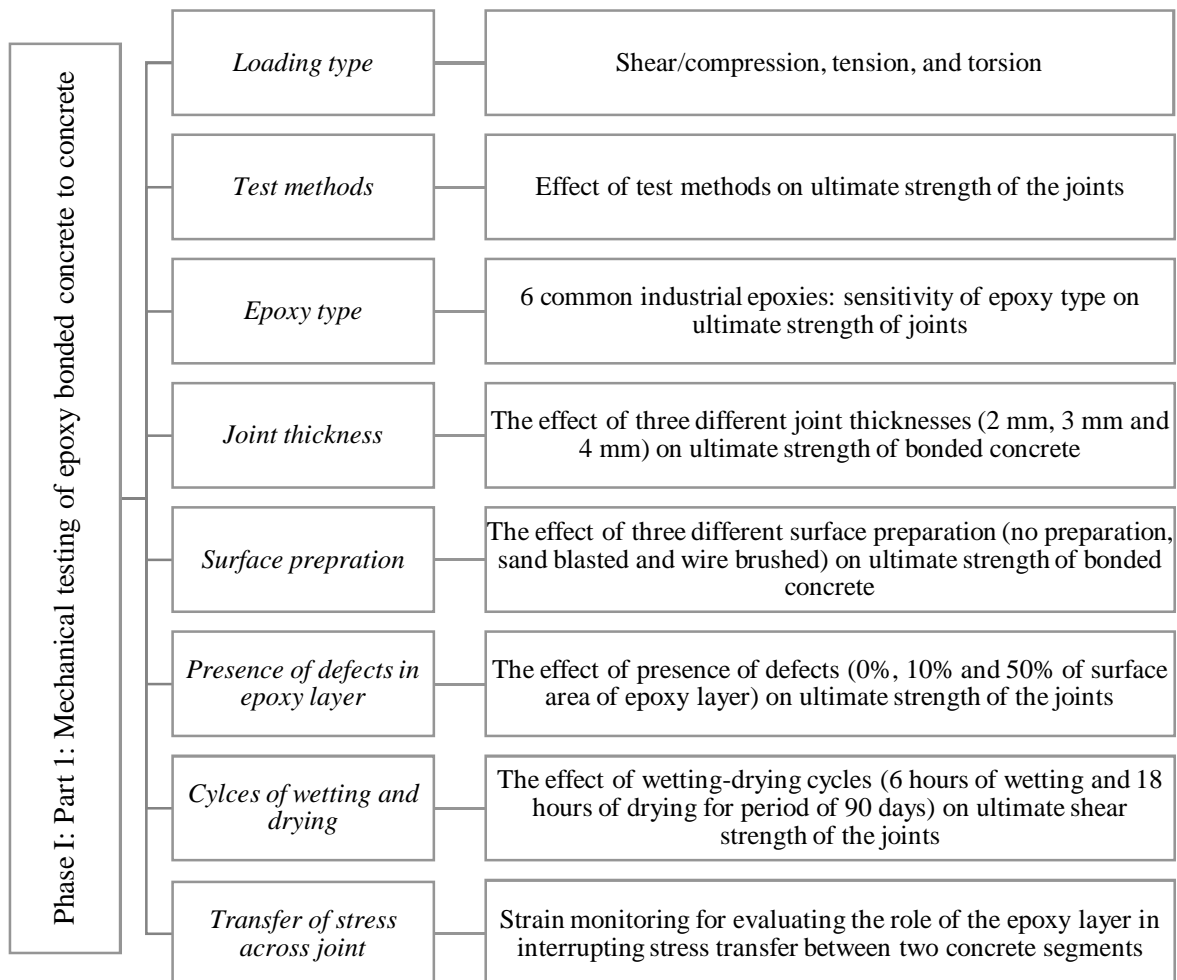 Phase I: Part 1: Mechanical testing of epoxy bonded concrete to concrete
Loading type
Shear/compression, tension, and torsion
Test methods
Effect of test methods on ultimate strength of the joints
Epoxy type
6 common industrial epoxies: sensitivity of epoxy type on
ultimate strength of joints
Joint thickness
The effect of three different joint thicknesses (2 mm, 3 mm and
4 mm) on ultimate strength of bonded concrete
Surface prepration
The effect of three different surface preparation (no preparation,
sand blasted and wire brushed) on ultimate strength of bonded
concrete
Presence of defects in
epoxy layer
The effect of presence of defects (0%, 10% and 50% of surface
area of epoxy layer) on ultimate strength of the joints
Cylces of wetting and
drying
The effect of wetting-drying cycles (6 hours of wetting and 18
hours of drying for period of 90 days) on ultimate shear
strength of the joints
Transfer of stress
across joint
Strain monitoring for evaluating the role of the epoxy layer in
interrupting stress transfer between two concrete segments